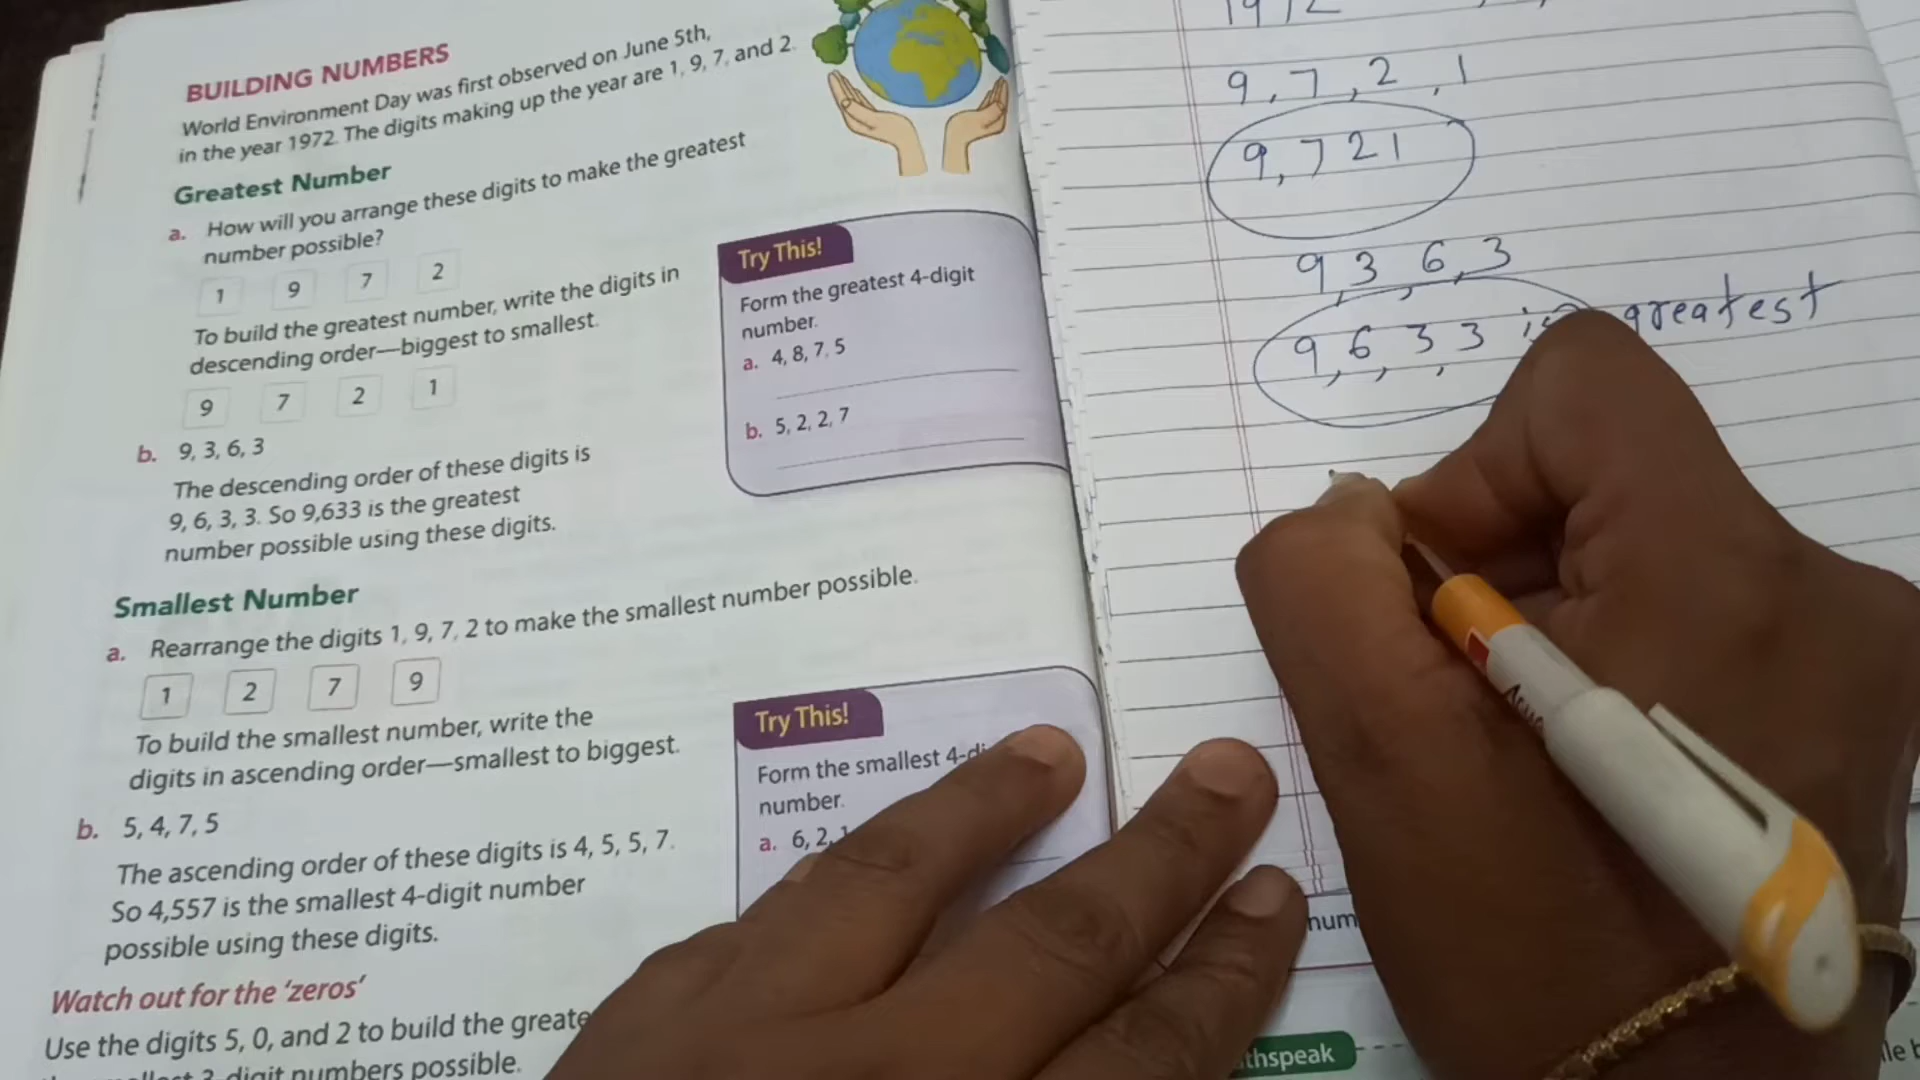 BUILDING NUMBERS
World Environment Day was first observed on June 5th,
in the year 1972. The digits making up the year are 1, 9, 7, and 2.
Greatest Number
a. How will you arrange these digits to make the greatest
number possible?
1 9 7 2
To build the greatest number, write the digits in
descending order—biggest to smallest.
9 7 2 1
b. 9, 3, 6, 3
The descending order of these digits is
9, 6, 3, 3. So 9,633 is the greatest
number possible using these digits.
Try This!
Form the greatest 4-digit
number.
a. 4, 8, 7, 5
b. 5, 2, 2, 7
Smallest Number
a. Rearrange the digits 1, 9, 7, 2 to make the smallest number possible.
1 2 7 9
To build the smallest number, write the
digits in ascending order—smallest to biggest.
b. 5, 4, 7, 5
The ascending order of these digits is 4, 5, 5, 7.
So 4,557 is the smallest 4-digit number
possible using these digits.
Try This!
Form the smallest 4-di
number.
a. 6, 2,
Watch out for the 'zeros'
Use the digits 5, 0, and 2 to build the greate
3-digit numbers possible.
1972
9, 7, 2, 1
9,721
9, 3, 6, 3
9, 6, 3, 3 is greatest
num
thspeak